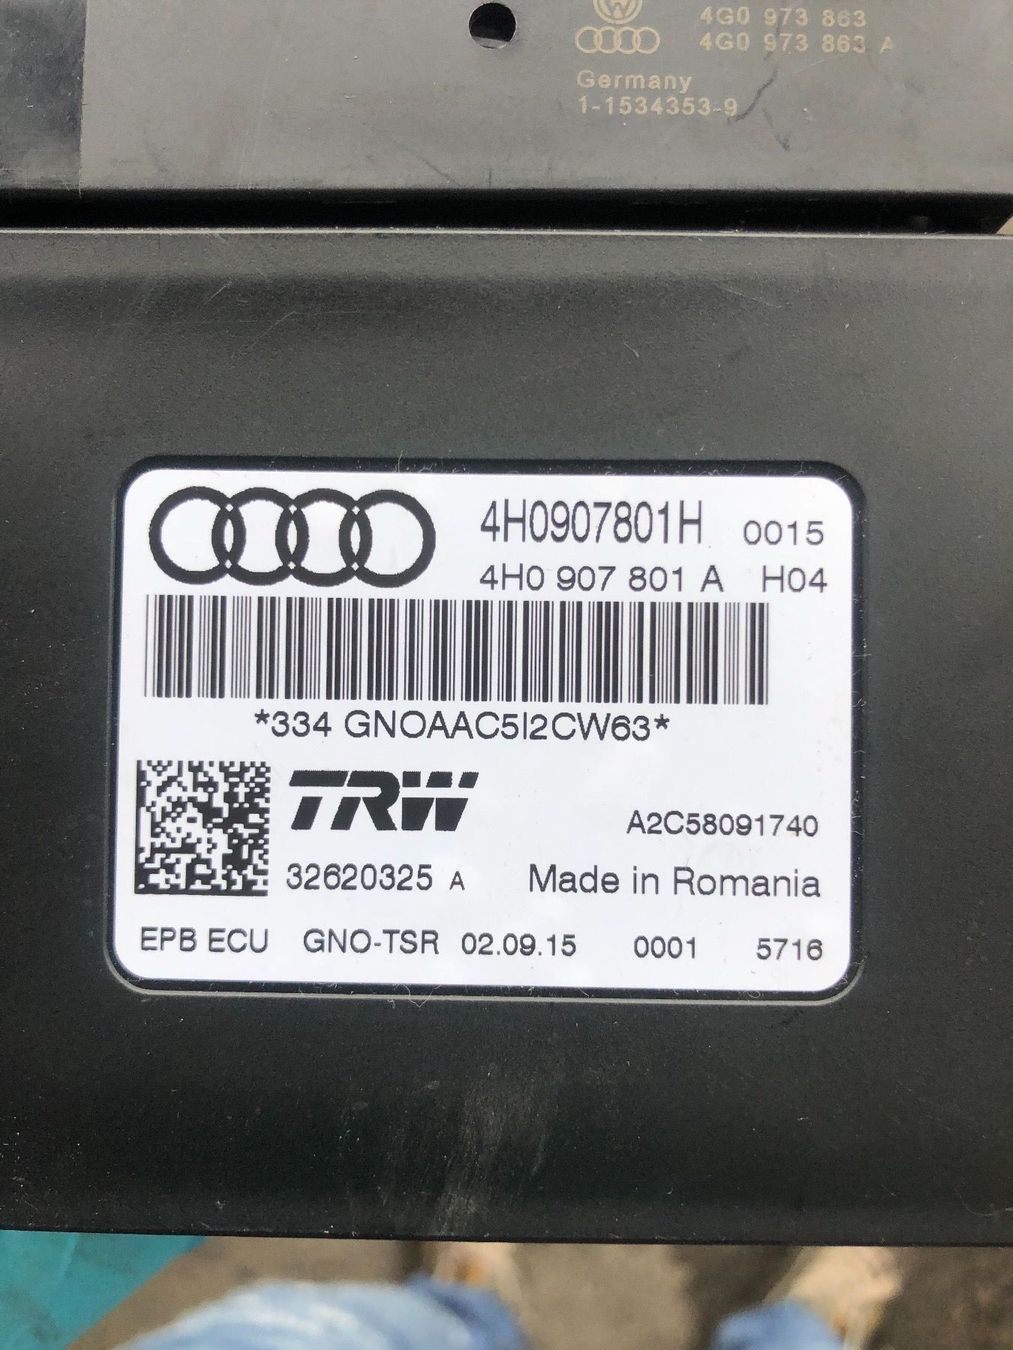 4G0 973 863
4G0 973 863 A
Germany
1-1534353-9
4H0907801H 0015
4H0 907 801 A H04
*334 GNOAAC5I2CW63*
TRW
A2C58091740
32620325 A Made in Romania
EPB ECU GNO-TSR 02.09.15 0001 5716